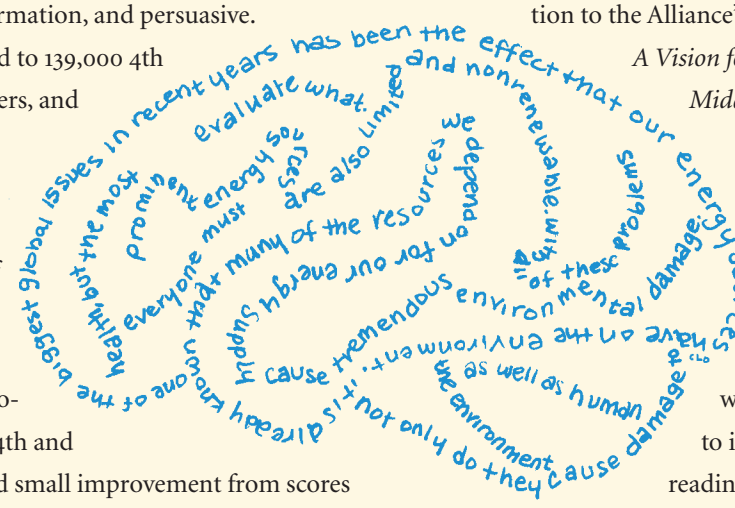 rmation, and persuasive.
d to 139,000 4th
ers, and
4th and
d small improvement from scores
tion to the Alliance'
A Vision f
Midd
to i
readin
one of the biggest global issues in recent years has been the effect that our energy
have on the environment. it is already known that many of the resources we depend on for our energy supply are also limited and nonrenewable. with all of these problems
everyone must evaluate what
energy sources
cause tremendous environmental damage.
not only do they cause damage to the environment as well as human health, but the most prominent